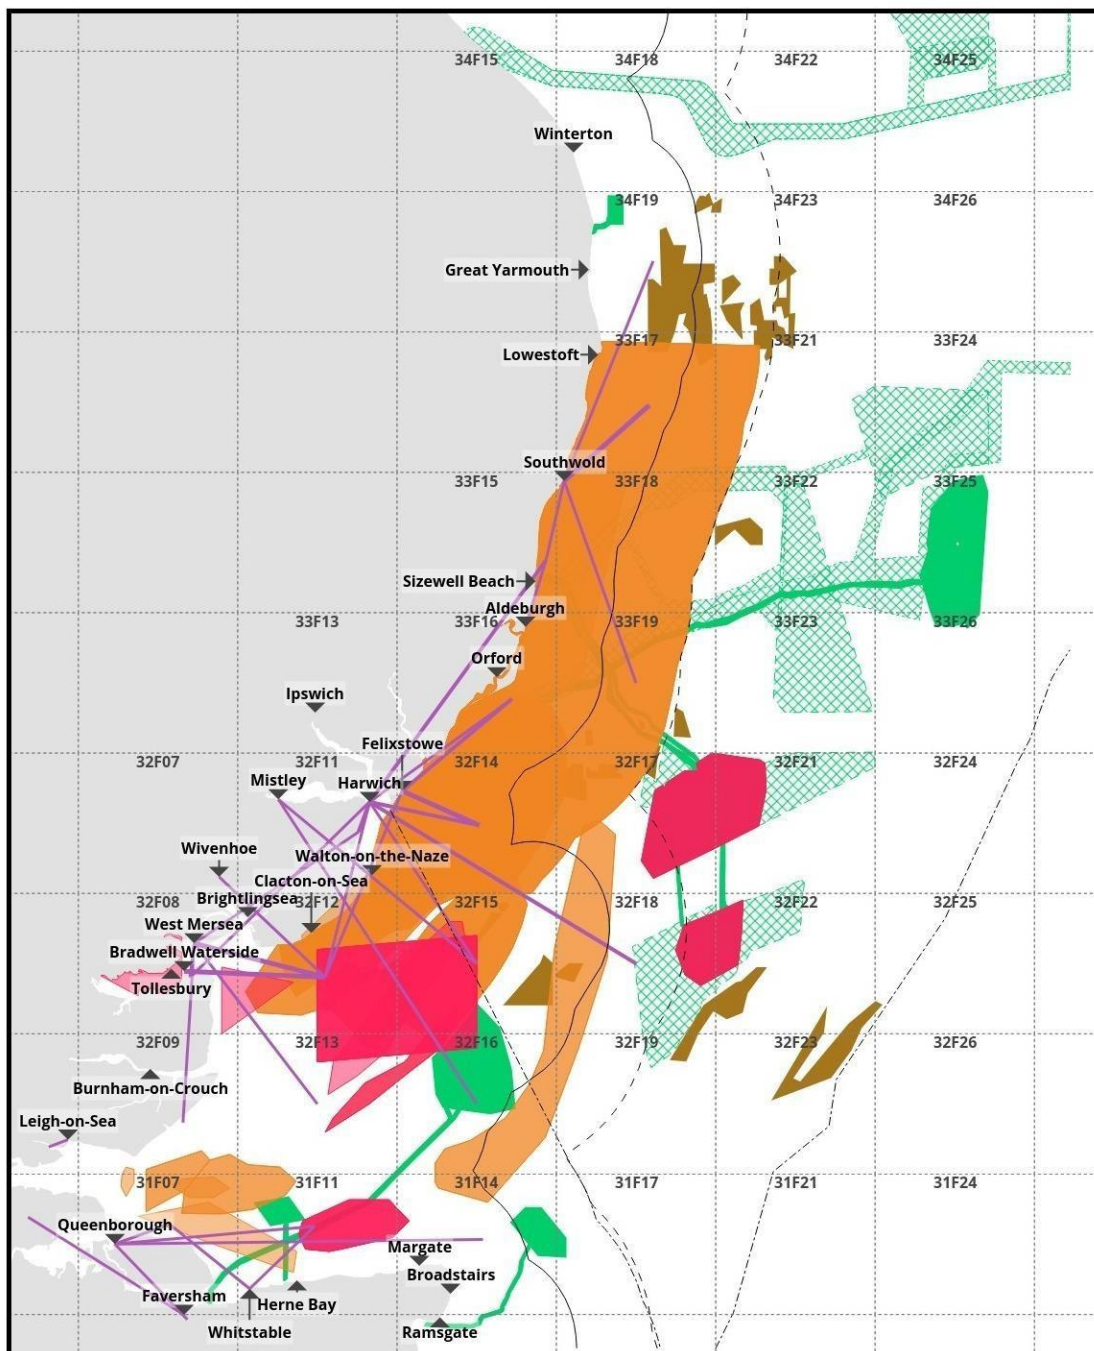 34F15 34F18 34F22 34F25
Winterton
34F19 34F23 34F26
Great Yarmouth
33F17 33F21 33F24
Lowestoft
Southwold
33F15 33F18 33F22 33F25
Sizewell Beach
Aldeburgh
33F13 33F16 33F19 33F23 33F26
Orford
Ipswich
Felixstowe
32F07 32F11 32F14 32F17 32F21 32F24
Mistley Harwich
Wivenhoe Walton-on-the-Naze
Clacton-on-Sea
Brightlingsea
32F08 32F12 32F15 32F18 32F22 32F25
West Mersea
Bradwell Waterside
Tollesbury
32F09 32F13 32F16 32F19 32F23 32F26
Burnham-on-Crouch
Leigh-on-Sea
31F07 31F11 31F14 31F17 31F21 31F24
Queenborough
Margate
Broadstairs
Faversham Herne Bay
Whitstable Ramsgate